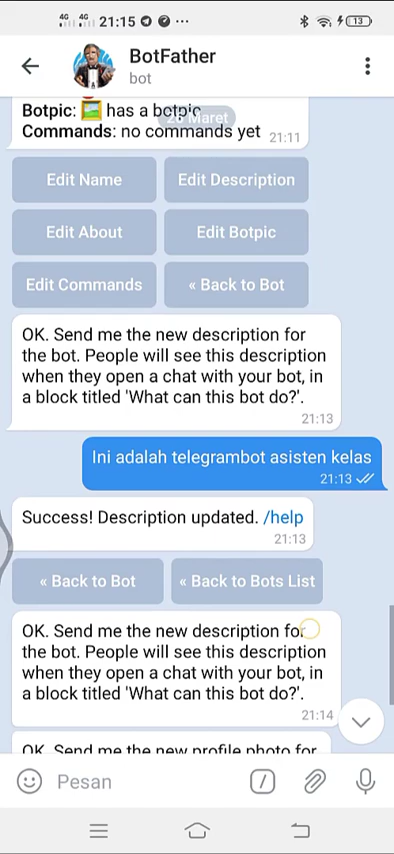 4G 4G 21:15 13
BotFather
bot
Botpic: has a botpic
26 Maret
Commands: no commands yet 21:11
Edit Name Edit Description
Edit About Edit Botpic
Edit Commands « Back to Bot
OK. Send me the new description for
the bot. People will see this description
when they open a chat with your bot, in
a block titled 'What can this bot do?'.
21:13
Ini adalah telegrambot asisten kelas
21:13
Success! Description updated. /help
21:13
« Back to Bot « Back to Bots List
OK. Send me the new description for
the bot. People will see this description
when they open a chat with your bot, in
a block titled 'What can this bot do?'.
21:14
OK. Send me the new profile photo for
Pesan